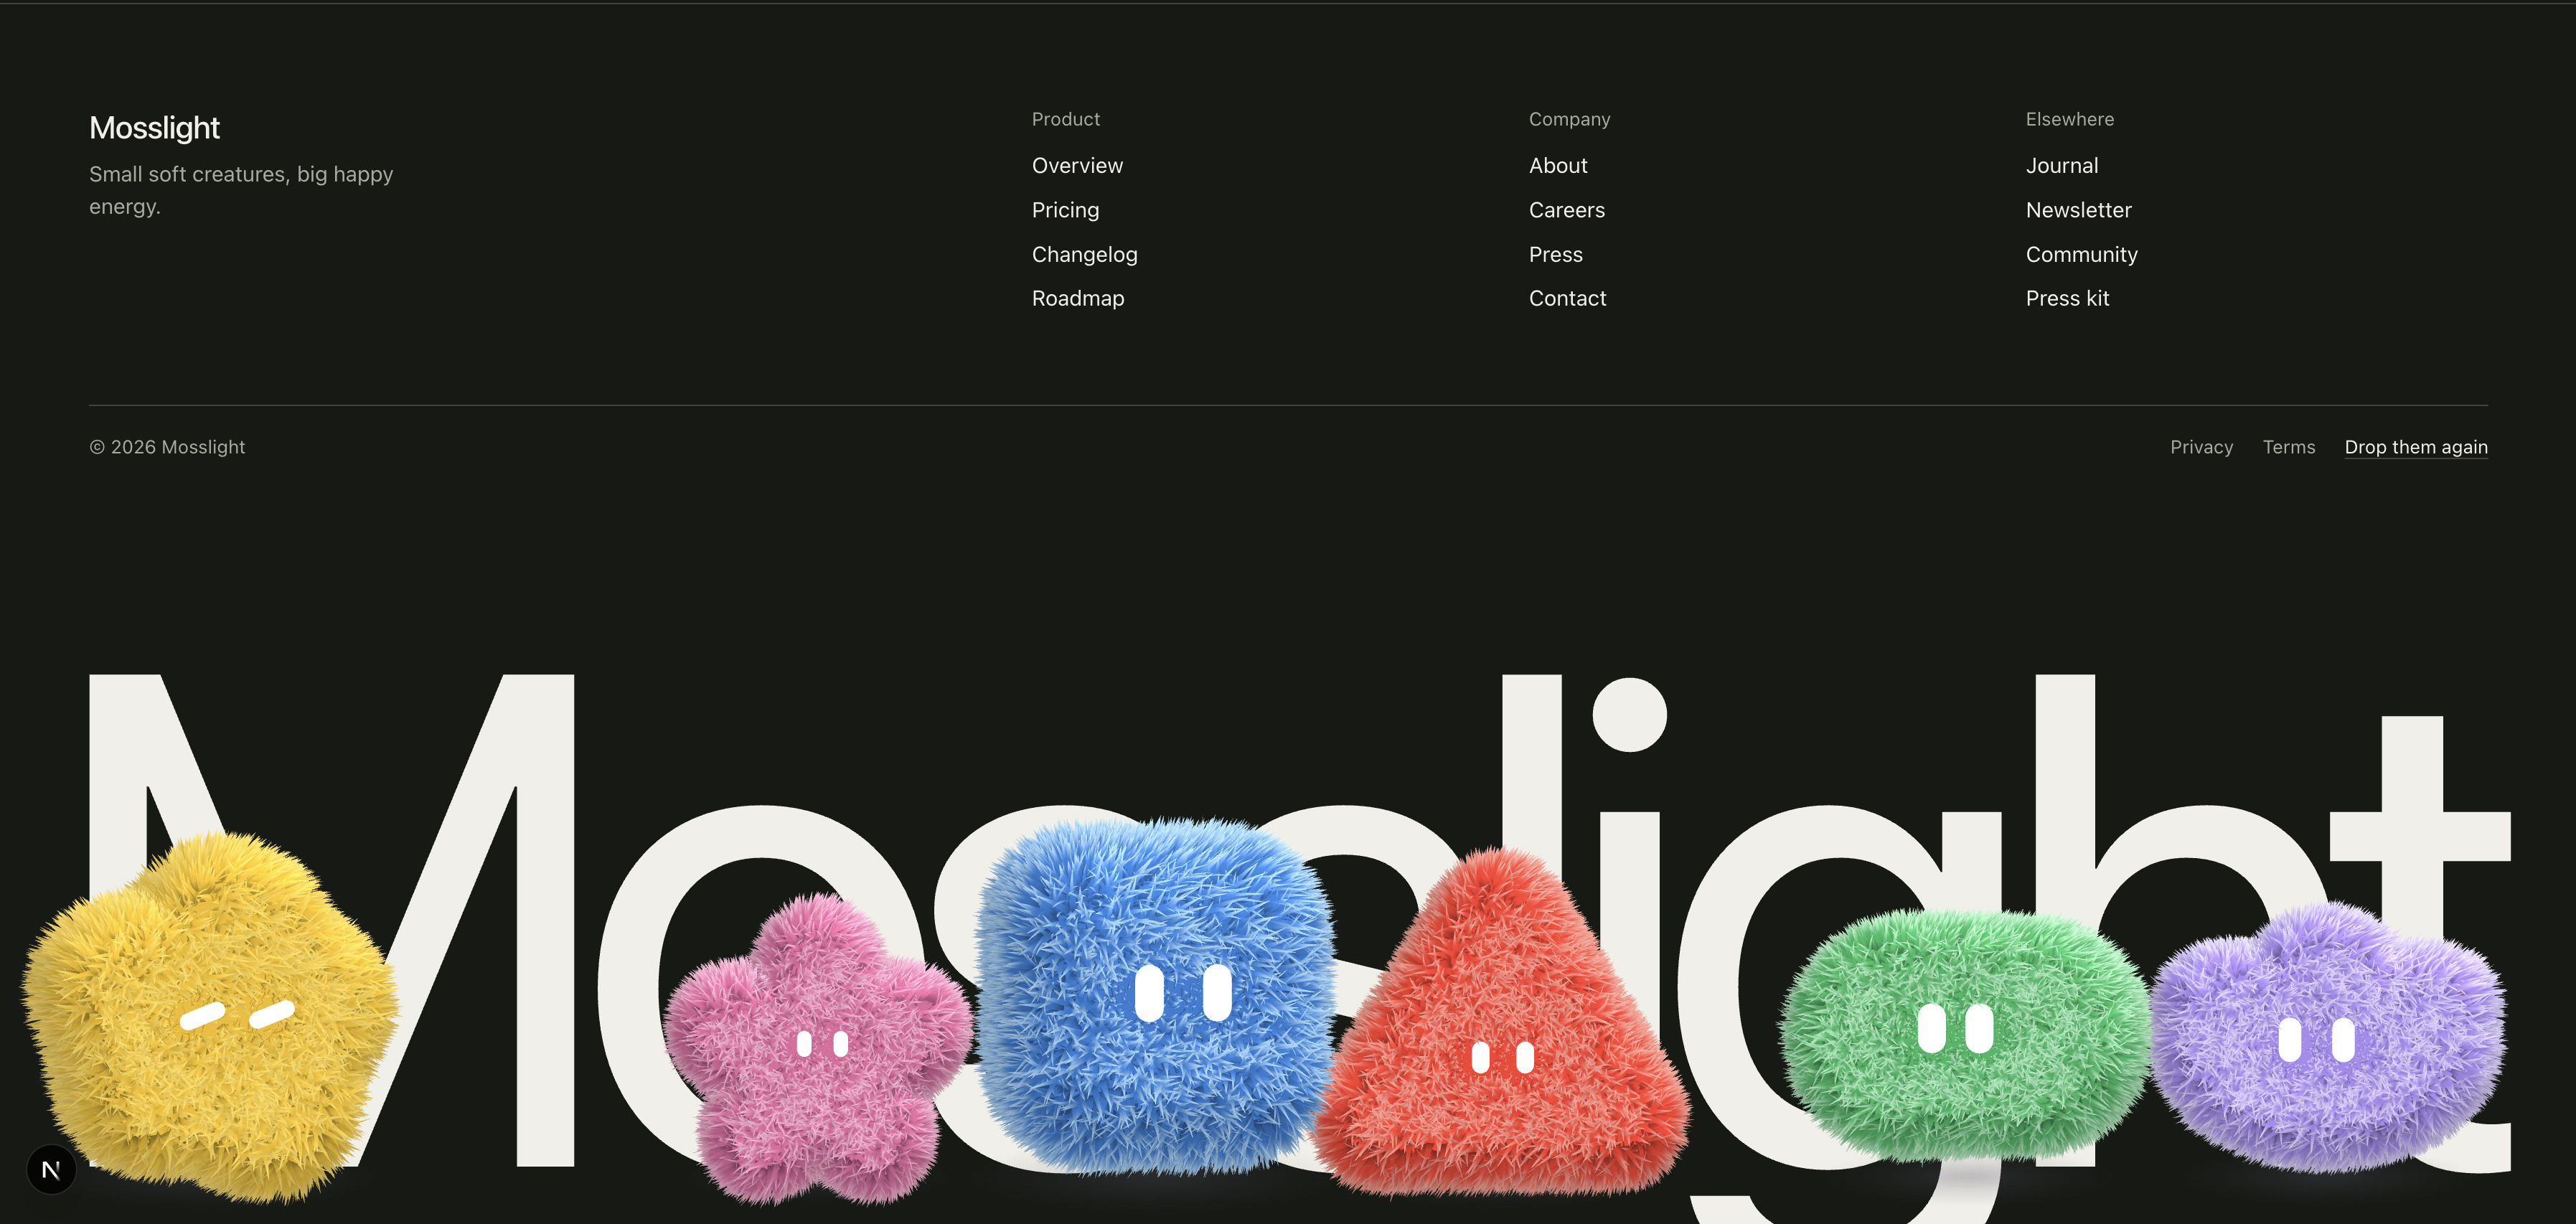 Mosslight
Small soft creatures, big happy
energy.
Product
Overview
Pricing
Changelog
Roadmap
Company
About
Careers
Press
Contact
Elsewhere
Journal
Newsletter
Community
Press kit
© 2026 Mosslight
Privacy Terms Drop them again
Mosslight
N